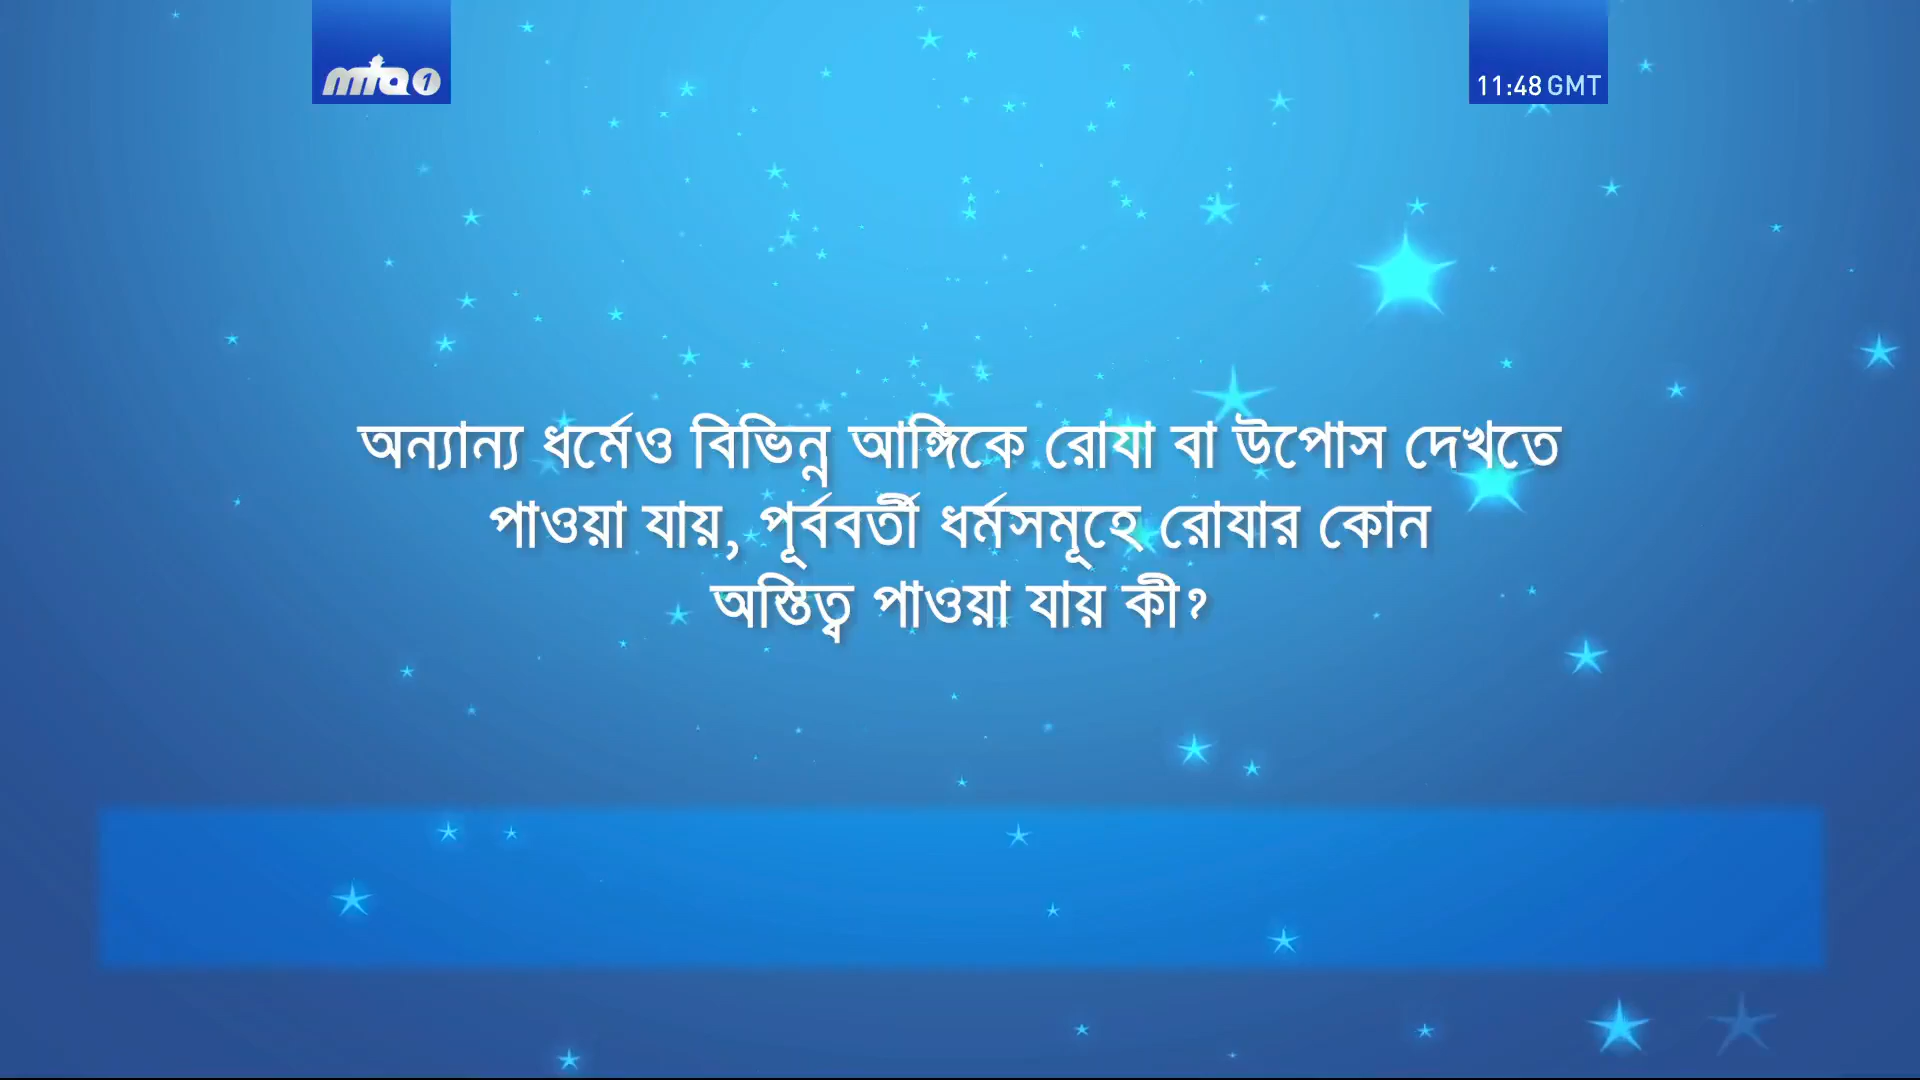 mta 1
11:48 GMT
অন্যান্য ধর্মেও বিভিন্ন আঙ্গিকে রোযা বা উপোস দেখতে
পাওয়া যায়, পূর্ববর্তী ধর্মসমূহে রোযার কোন
অস্তিত্ব পাওয়া যায় কী?